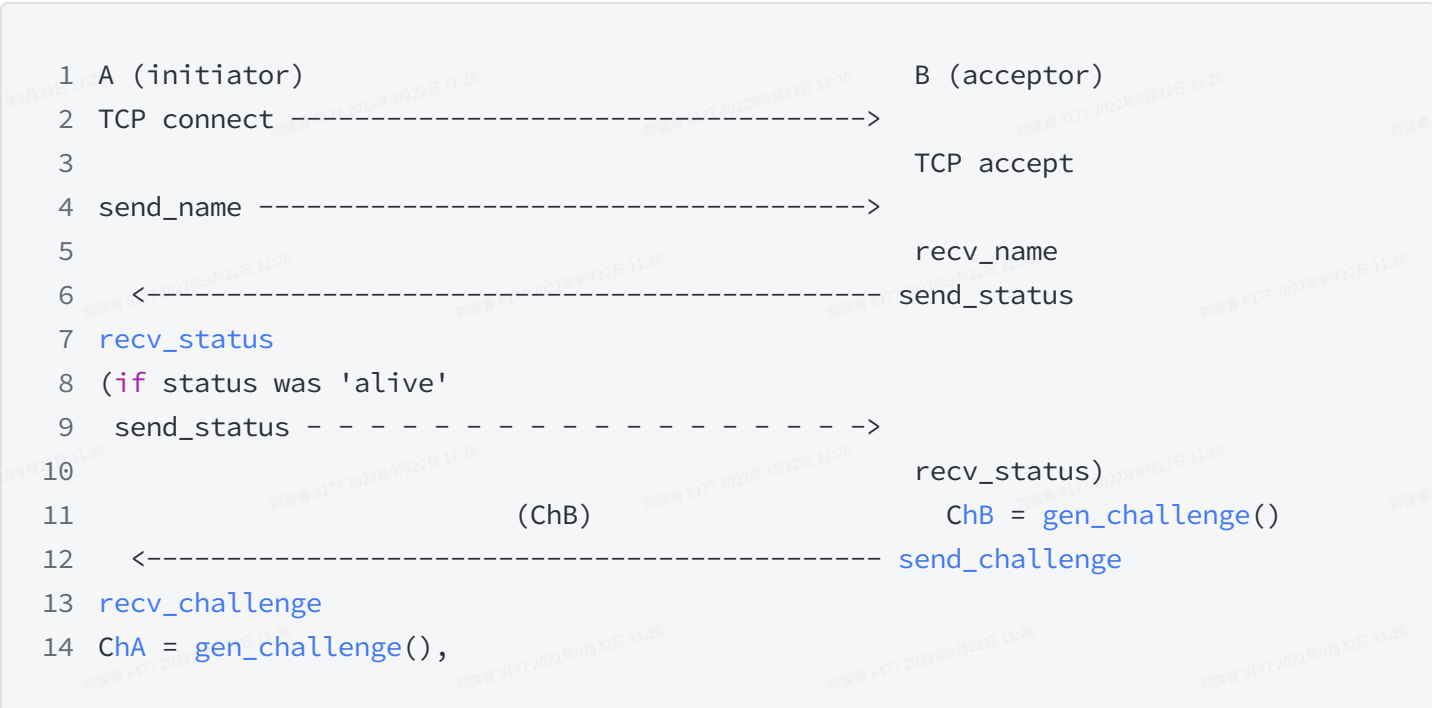 1 A (initiator)                                      B (acceptor)
2 TCP connect ------------------------------------>
3                                                    TCP accept
4 send_name -------------------------------------->
5                                                    recv_name
6   <---------------------------------------------- send_status
7 recv_status
8 (if status was 'alive'
9  send_status - - - - - - - - - - - - - - - - - - ->
10                                                    recv_status)
11                           (ChB)                      ChB = gen_challenge()
12   <---------------------------------------------- send_challenge
13 recv_challenge
14 ChA = gen_challenge(),